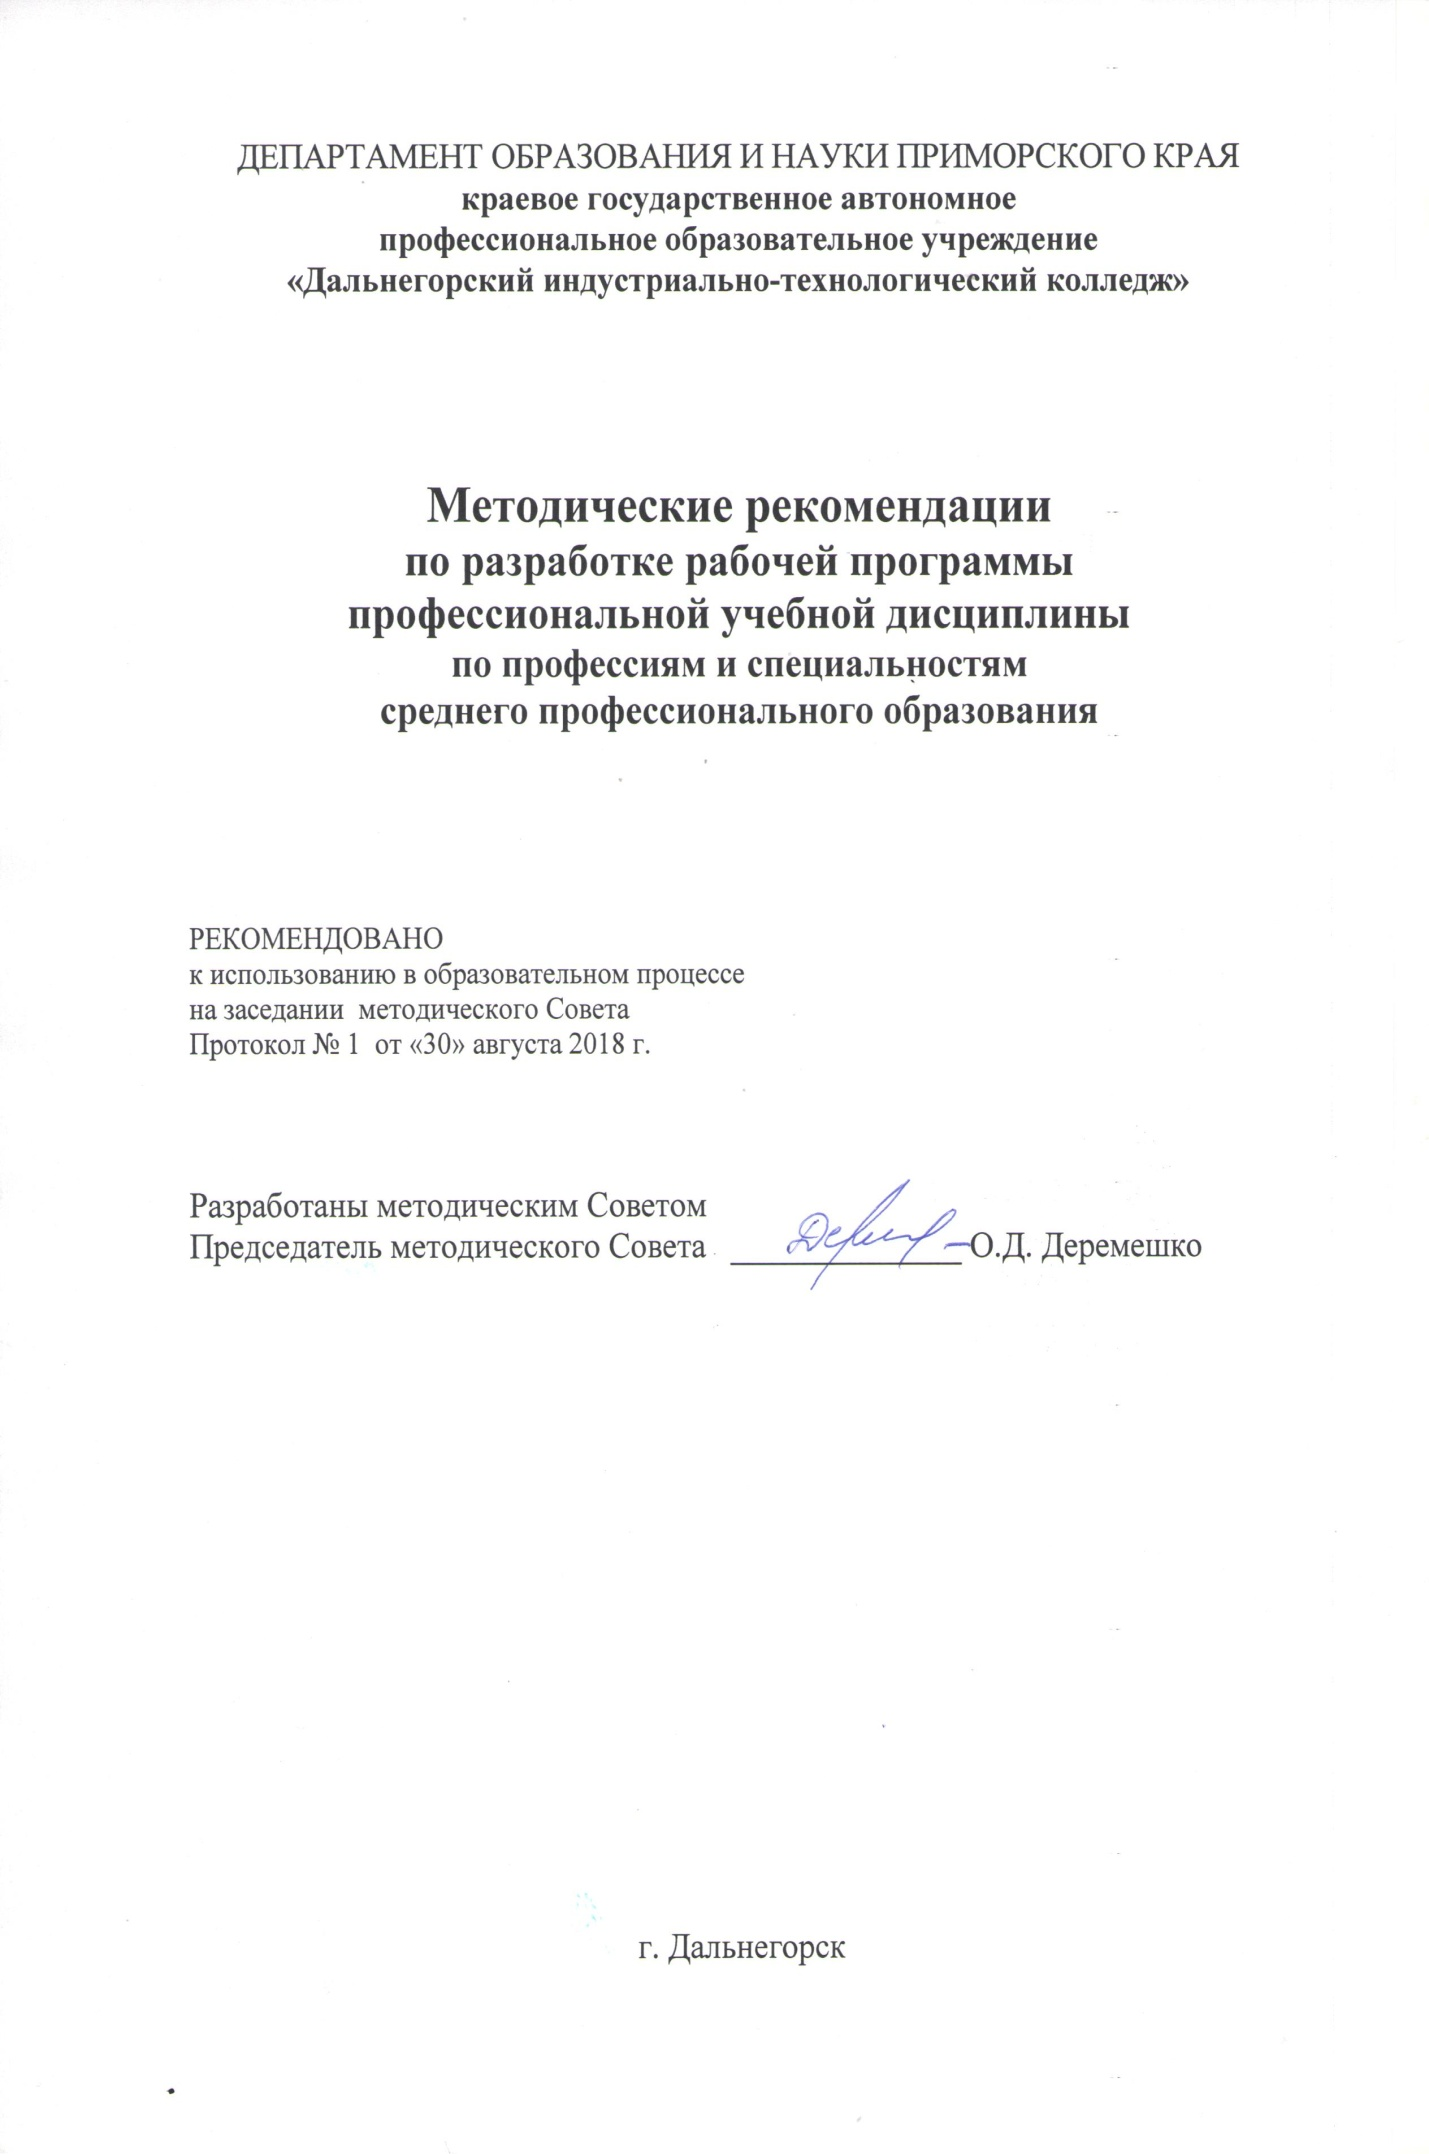 ДЕПАРТАМЕНТ ОБРАЗОВАНИЯ И НАУКИ ПРИМОРСКОГО КРАЯ
краевое государственное автономное
профессиональное образовательное учреждение
«Дальнегорский индустриально-технологический колледж»
Методические рекомендации
по разработке рабочей программы
профессиональной учебной дисциплины
по профессиям и специальностям
среднего профессионального образования
РЕКОМЕНДОВАНО
к использованию в образовательном процессе
на заседании методического Совета
Протокол № 1 от «30» августа 2018 г.
Разработаны методическим Советом
Председатель методического Совета ______________О.Д. Деремешко
г. Дальнегорск